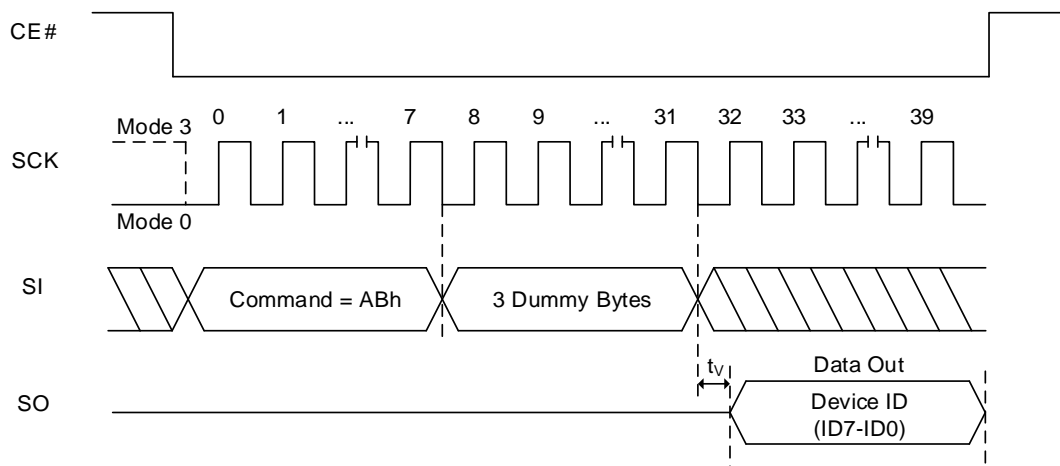 CE#
0 1 ... 7 8 9 ... 31 32 33 ... 39
Mode 3
SCK
Mode 0
SI
Command = ABh
3 Dummy Bytes
tV
Data Out
SO
Device ID
(ID7-ID0)